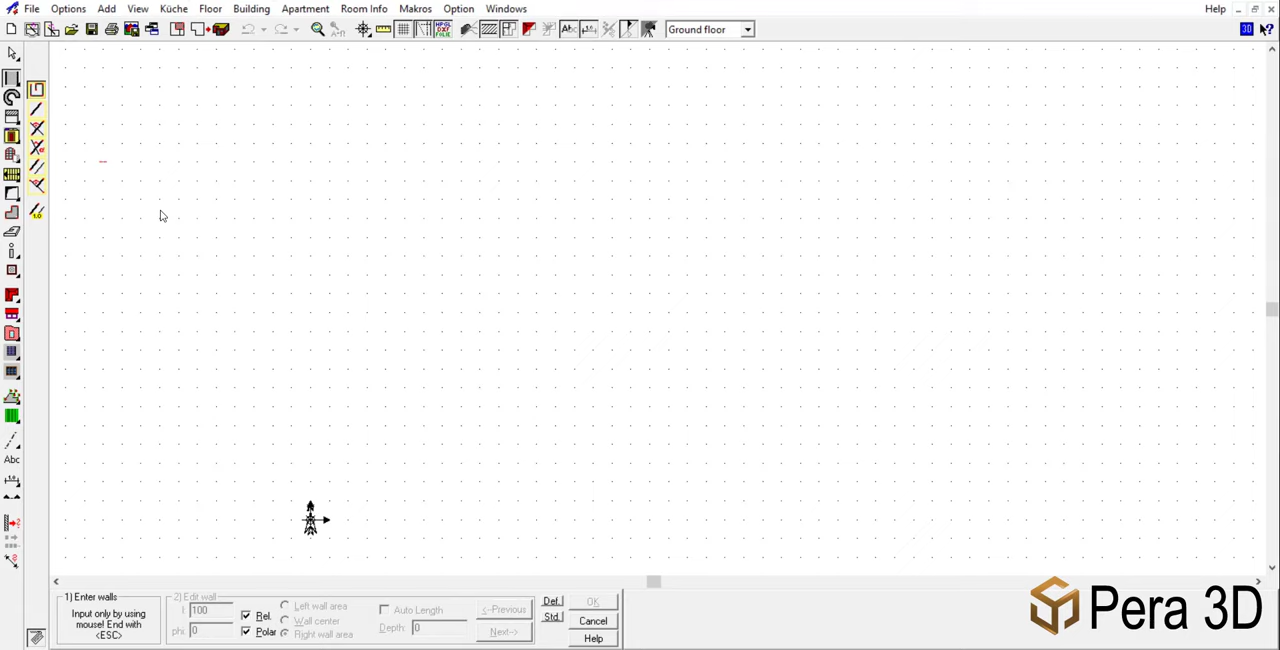 File Options Add View Küche Floor Building Apartment Room Info Makros Option Windows Help
Ground floor 3D
1.0
Abc
1) Enter walls
Input only by using
mouse! End with
<ESC>
2) Edit wall
l: 100
phi: 0
Rel.
Polar
Left wall area
Wall center
Right wall area
Auto Length
Depth: 0
<--Previous
Next-->
Def.
Std.
OK
Cancel
Help
Pera 3D